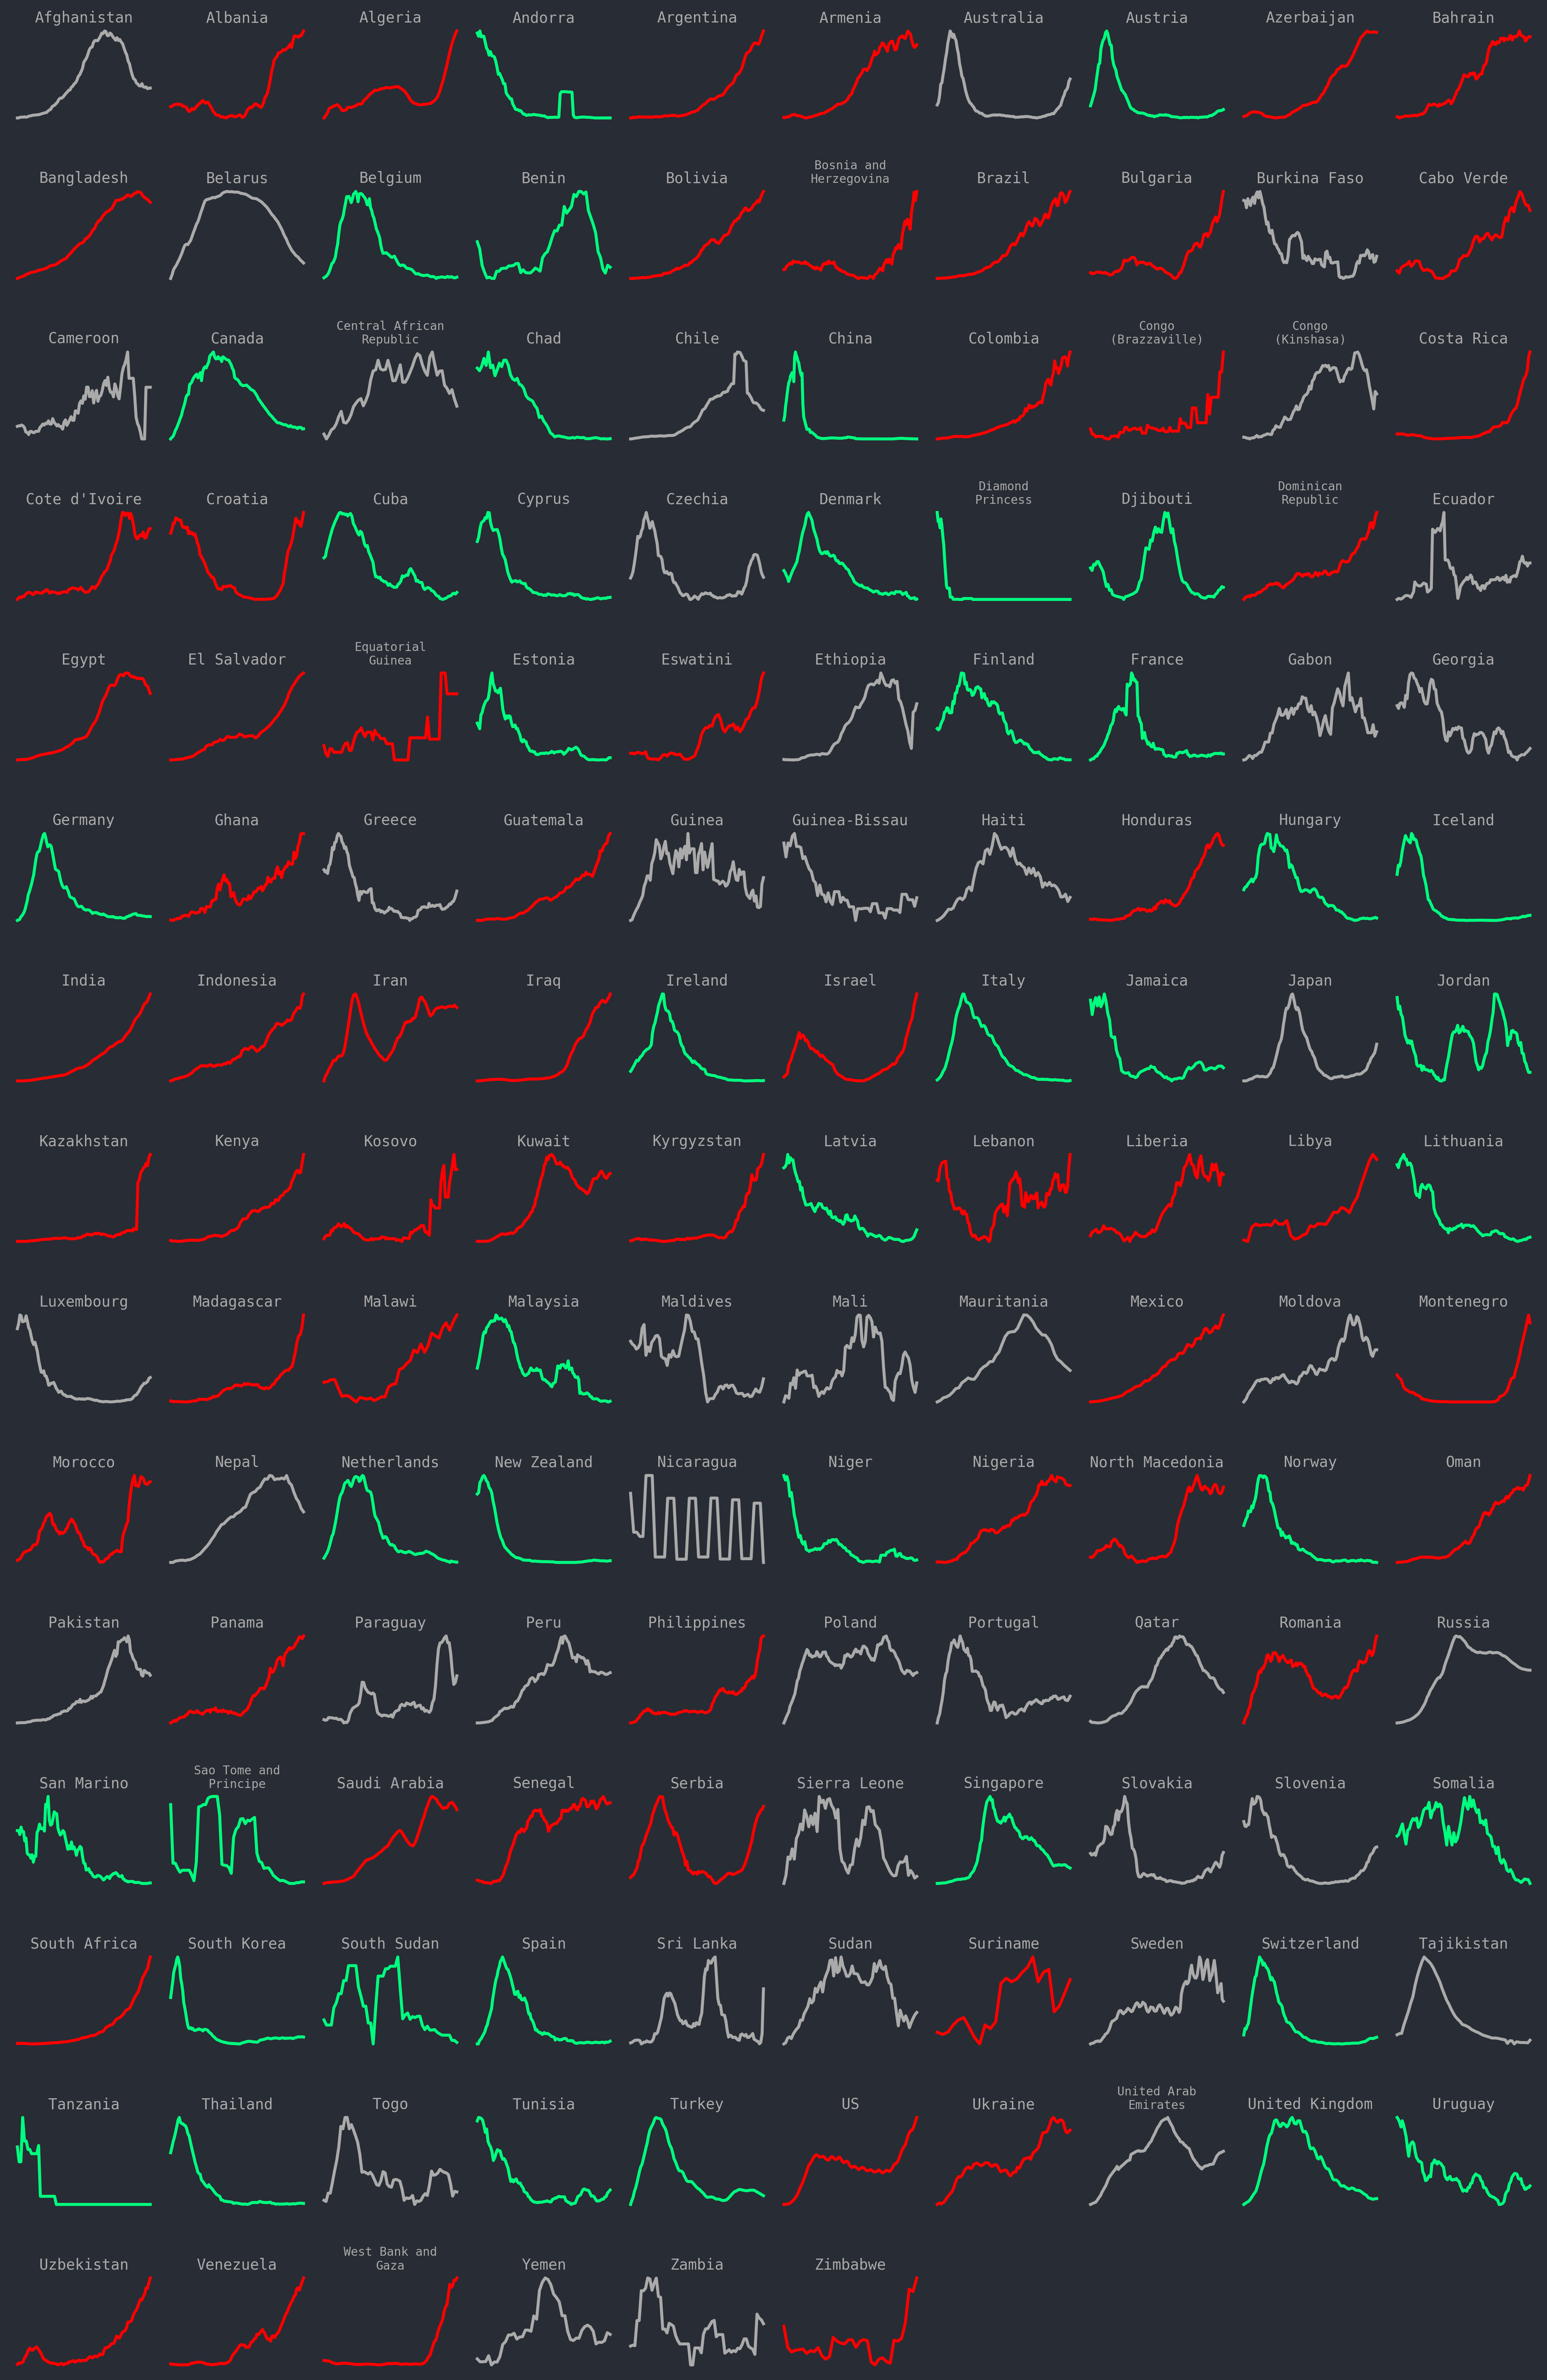 Afghanistan
Albania
Algeria
Andorra
Argentina
Armenia
Australia
Austria
Azerbaijan
Bahrain
Bangladesh
Belarus
Belgium
Benin
Bolivia
Bosnia and
Herzegovina
Brazil
Bulgaria
Burkina Faso
Cabo Verde
Cameroon
Canada
Central African
Republic
Chad
Chile
China
Colombia
Congo
(Brazzaville)
Congo
(Kinshasa)
Costa Rica
Cote d'Ivoire
Croatia
Cuba
Cyprus
Czechia
Denmark
Diamond
Princess
Djibouti
Dominican
Republic
Ecuador
Egypt
El Salvador
Equatorial
Guinea
Estonia
Eswatini
Ethiopia
Finland
France
Gabon
Georgia
Germany
Ghana
Greece
Guatemala
Guinea
Guinea-Bissau
Haiti
Honduras
Hungary
Iceland
India
Indonesia
Iran
Iraq
Ireland
Israel
Italy
Jamaica
Japan
Jordan
Kazakhstan
Kenya
Kosovo
Kuwait
Kyrgyzstan
Latvia
Lebanon
Liberia
Libya
Lithuania
Luxembourg
Madagascar
Malawi
Malaysia
Maldives
Mali
Mauritania
Mexico
Moldova
Montenegro
Morocco
Nepal
Netherlands
New Zealand
Nicaragua
Niger
Nigeria
North Macedonia
Norway
Oman
Pakistan
Panama
Paraguay
Peru
Philippines
Poland
Portugal
Qatar
Romania
Russia
San Marino
Sao Tome and
Principe
Saudi Arabia
Senegal
Serbia
Sierra Leone
Singapore
Slovakia
Slovenia
Somalia
South Africa
South Korea
South Sudan
Spain
Sri Lanka
Sudan
Suriname
Sweden
Switzerland
Tajikistan
Tanzania
Thailand
Togo
Tunisia
Turkey
US
Ukraine
United Arab
Emirates
United Kingdom
Uruguay
Uzbekistan
Venezuela
West Bank and
Gaza
Yemen
Zambia
Zimbabwe